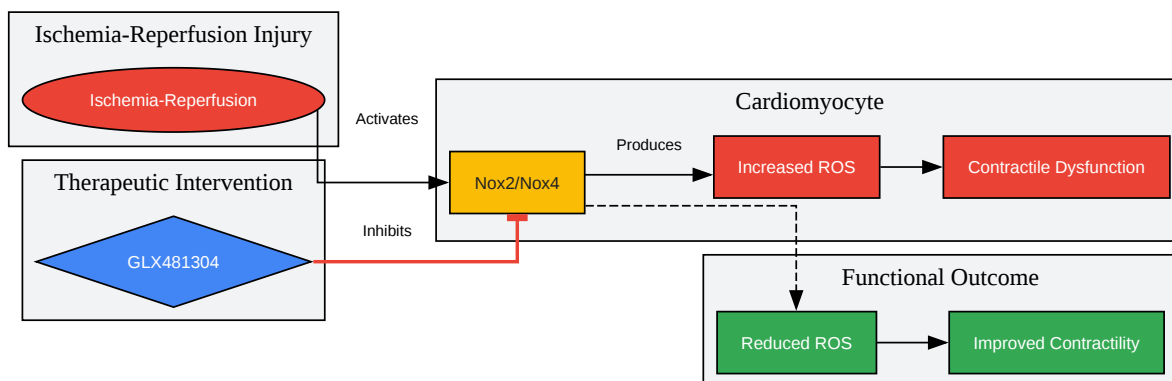 Ischemia-Reperfusion Injury
Ischemia-Reperfusion
Activates
Therapeutic Intervention
GLX481304
Inhibits
Cardiomyocyte
Nox2/Nox4
Produces
Increased ROS
Contractile Dysfunction
Functional Outcome
Reduced ROS
Improved Contractility